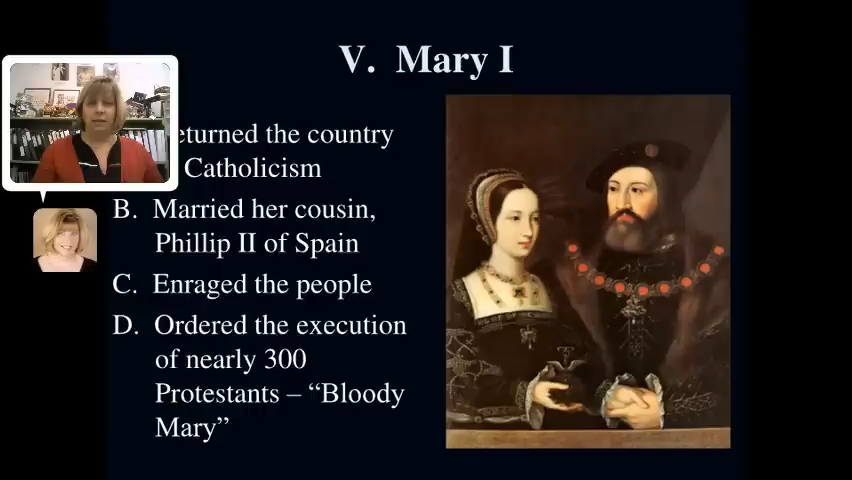 V. Mary I
eturned the country
Catholicism
B. Married her cousin,
Phillip II of Spain
C. Enraged the people
D. Ordered the execution
of nearly 300
Protestants – “Bloody
Mary”